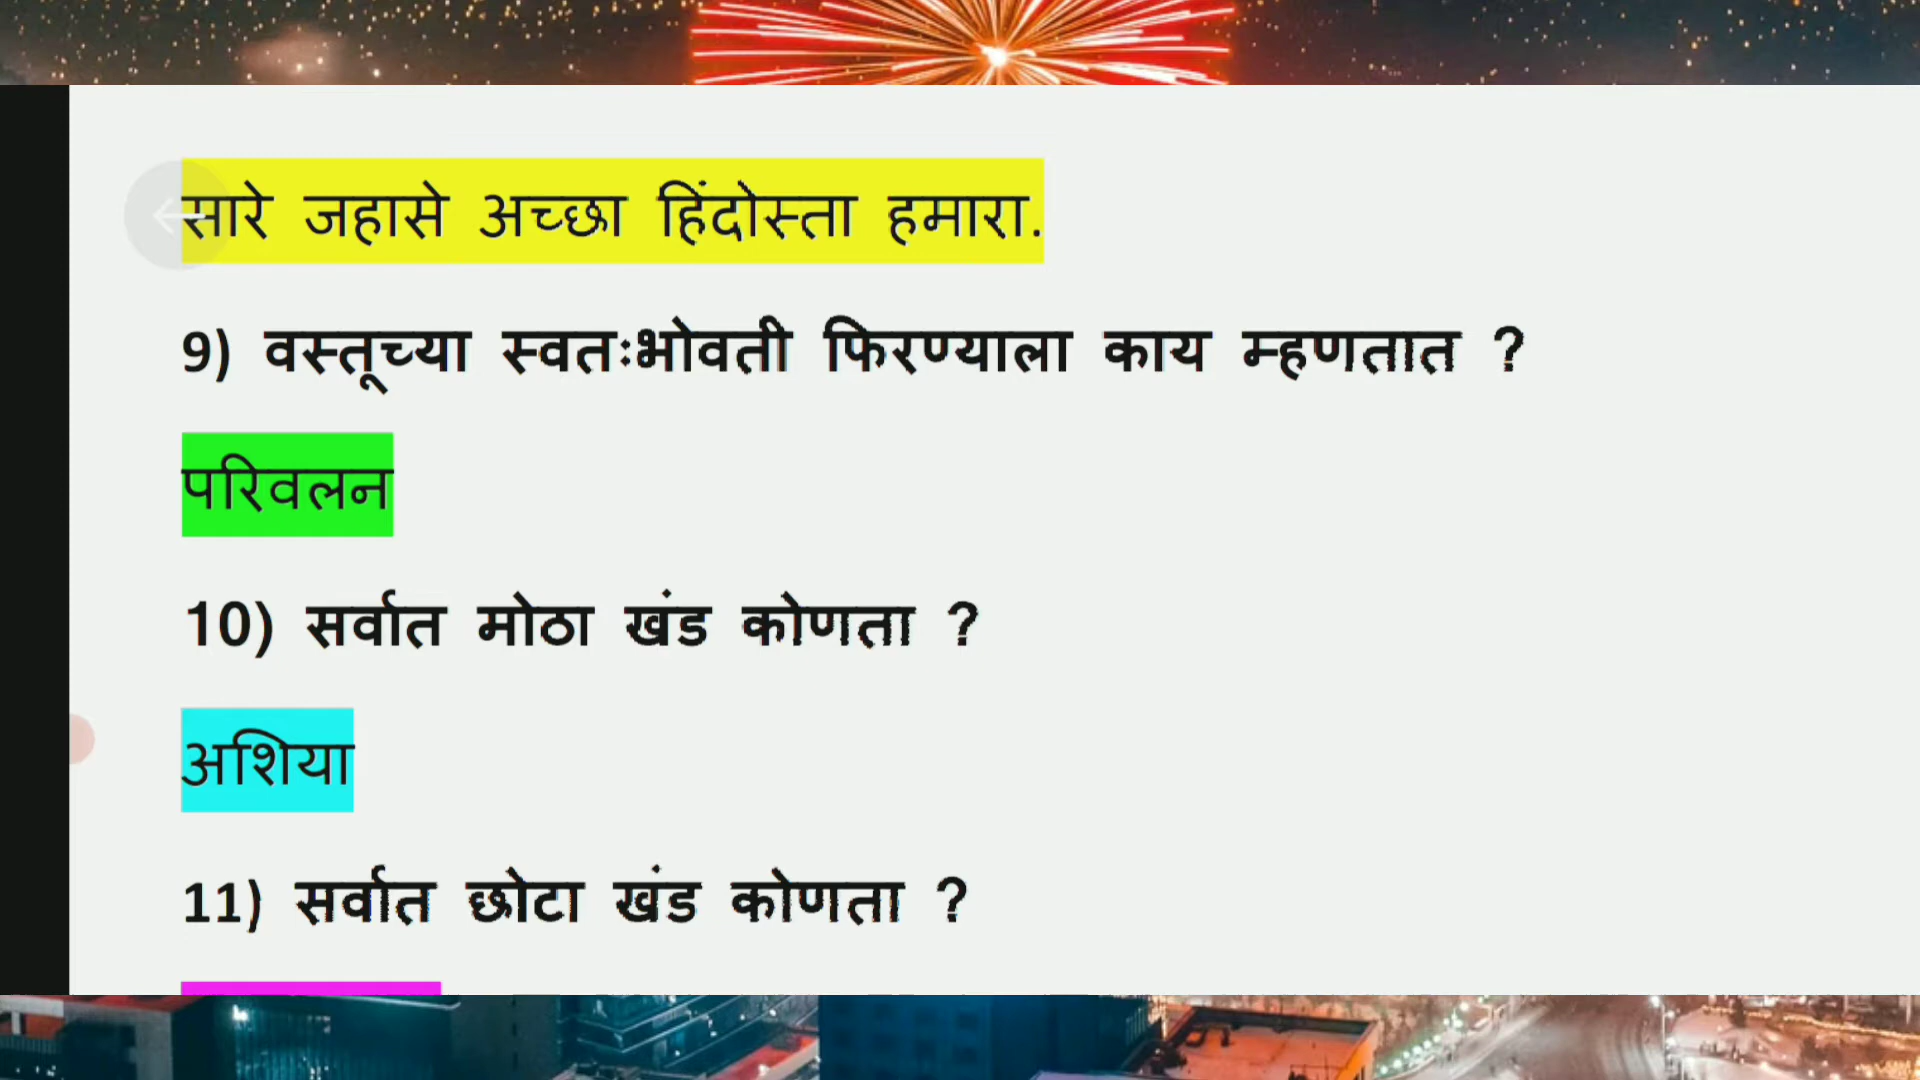 सारे जहासे अच्छा हिंदोस्ता हमारा.
9) वस्तूच्या स्वतःभोवती फिरण्याला काय म्हणतात ?
परिवलन
10) सर्वात मोठा खंड कोणता ?
अशिया
11) सर्वात छोटा खंड कोणता ?